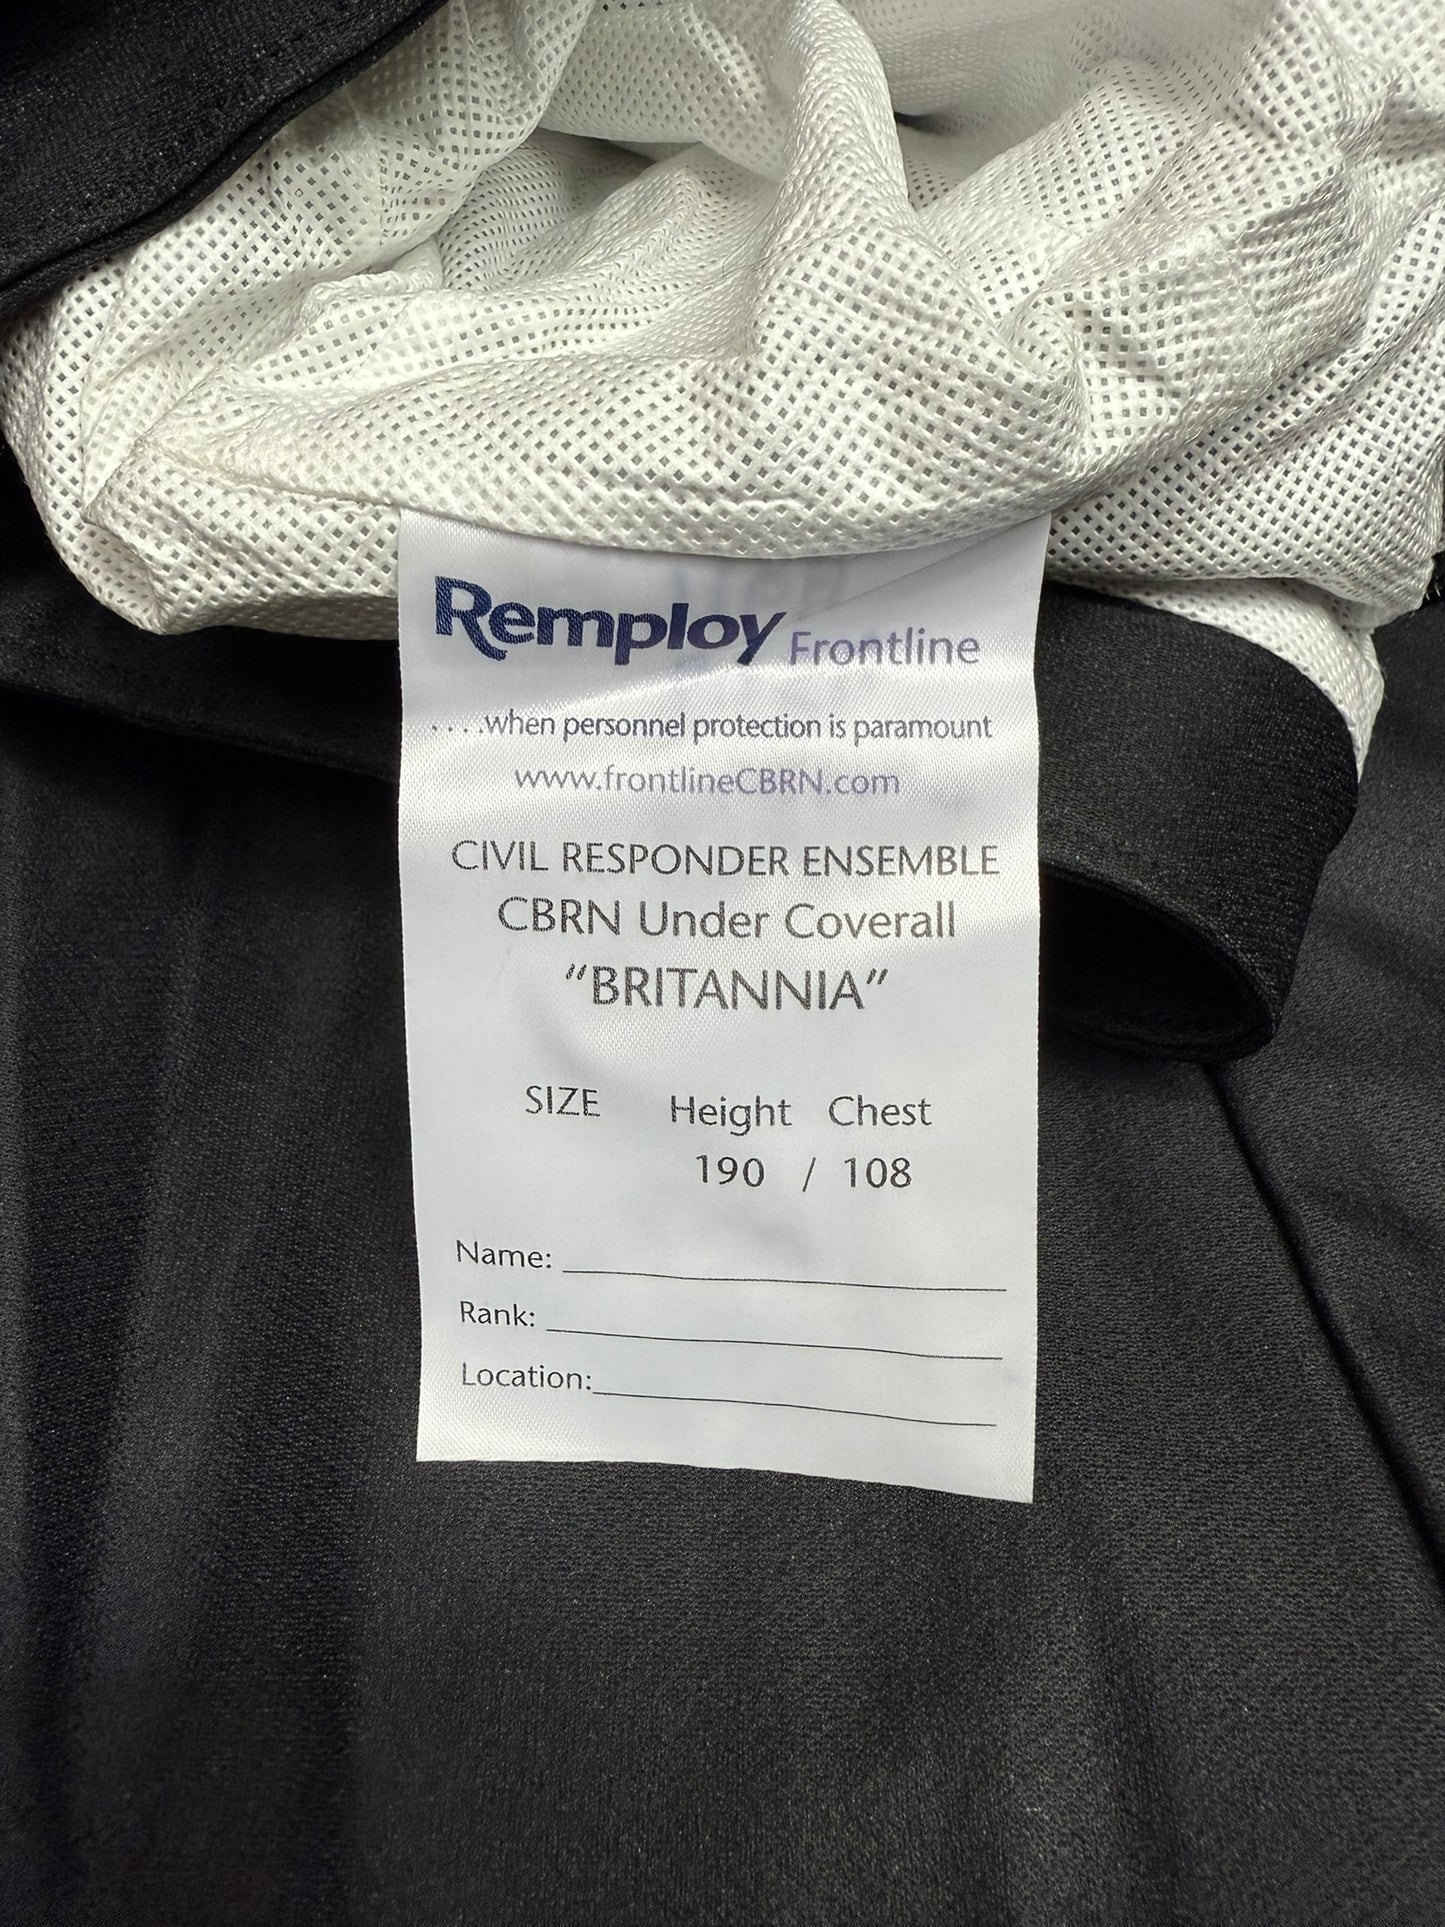 Remploy Frontline
....when personnel protection is paramount
www.frontlineCBRN.com
CIVIL RESPONDER ENSEMBLE
CBRN Under Coverall
"BRITANNIA"
SIZE Height Chest
190 / 108
Name:
Rank:
Location: